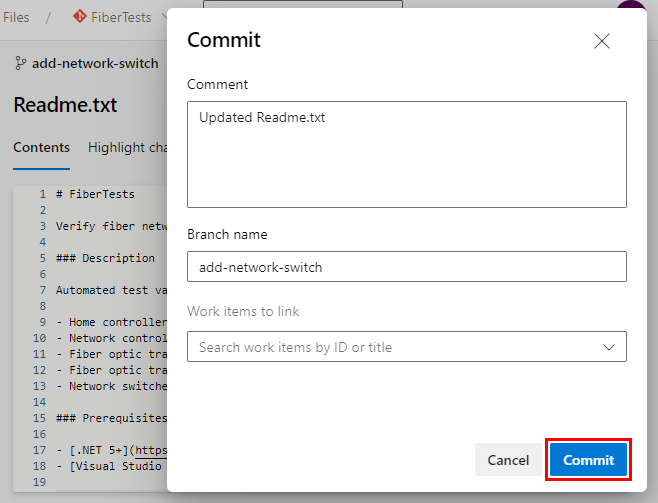 Files / FiberTests
add-network-switch
Readme.txt
Contents Highlight cha
1 # FiberTests
2
3 Verify fiber netw
4
5 ### Description
6
7 Automated test va
8
9 - Home controller
10 - Network control
11 - Fiber optic tra
12 - Fiber optic tra
13 - Network switche
14
15 ### Prerequisites
16
17 - [.NET 5+](https
18 - [Visual Studio
19
Commit
Comment
Updated Readme.txt
Branch name
add-network-switch
Work items to link
Search work items by ID or title
Cancel Commit